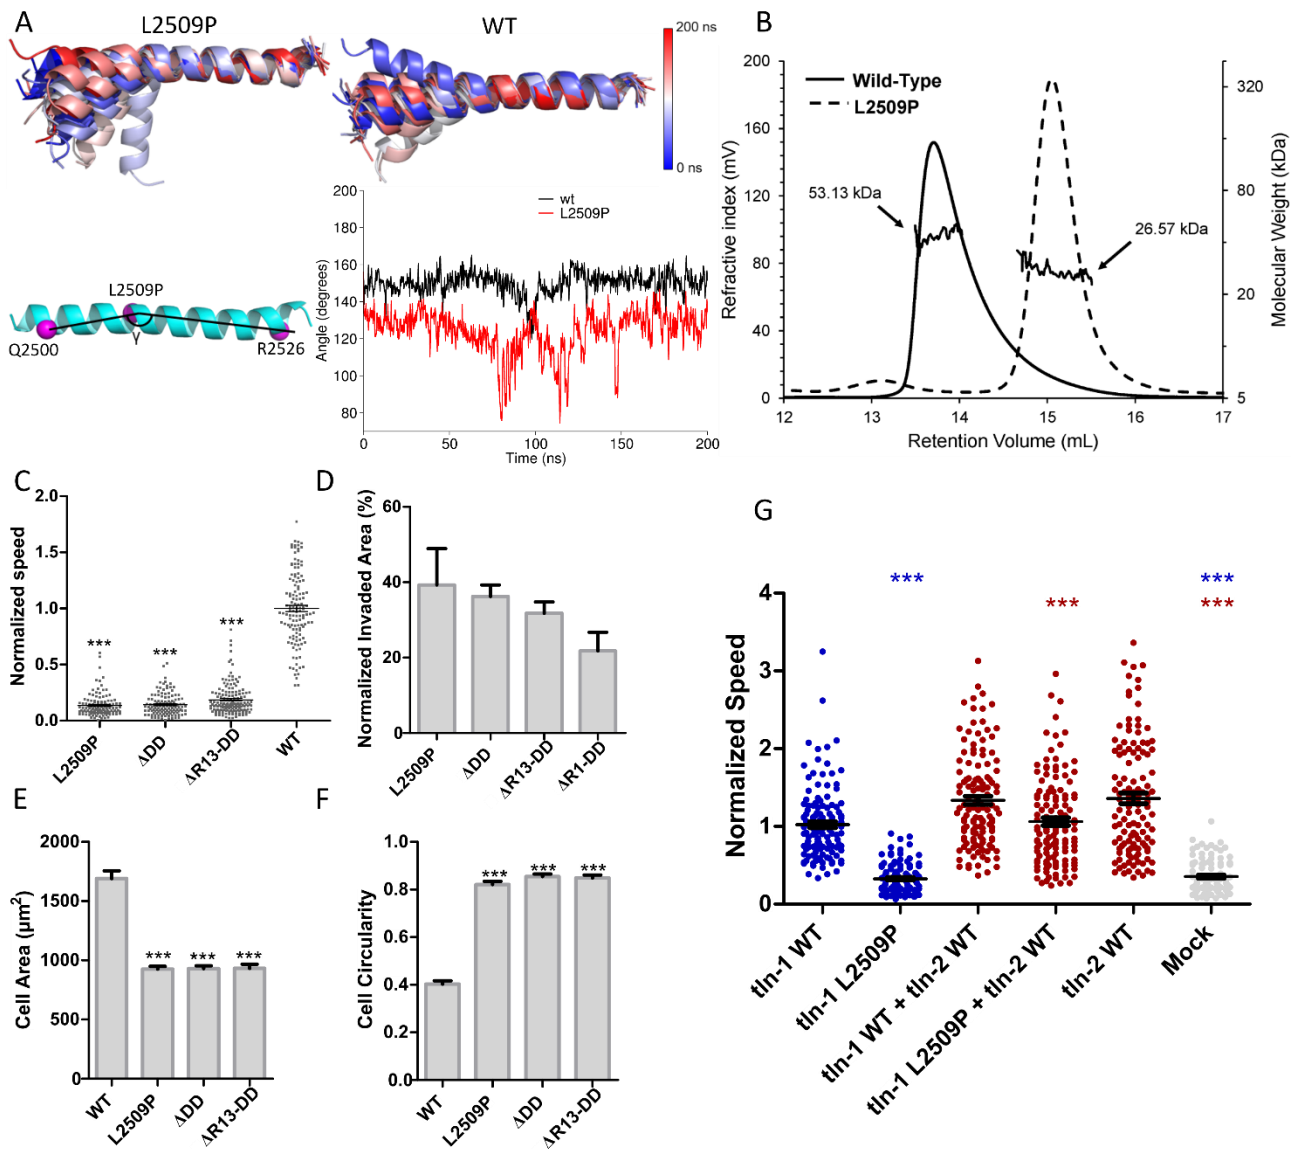 A
L2509P
WT
200 ns
0 ns
L2509P
Q2500
R2526
γ
wt
L2509P
Angle (degrees)
200
180
160
140
120
100
80
0
50
100
150
200
Time (ns)
B
Wild-Type
L2509P
53.13 kDa
26.57 kDa
Refractive index (mV)
200
160
120
80
40
0
Molecular Weight (kDa)
320
80
20
5
12
13
14
15
16
17
Retention Volume (mL)
C
Normalized speed
2.0
1.5
1.0
0.5
0.0
***
***
***
L2509P
ΔDD
ΔR13-DD
WT
D
Normalized Invaded Area (%)
60
40
20
0
L2509P
ΔDD
ΔR13-DD
ΔR1-DD
E
Cell Area (μm²)
2000
1500
1000
500
0
***
***
***
WT
L2509P
ΔDD
ΔR13-DD
F
Cell Circularity
1.0
0.8
0.6
0.4
0.2
0.0
***
***
***
WT
L2509P
ΔDD
ΔR13-DD
G
Normalized Speed
4
3
2
1
0
***
***
***
***
tln-1 WT
tln-1 L2509P
tln-1 WT + tln-2 WT
tln-1 L2509P + tln-2 WT
tln-2 WT
Mock